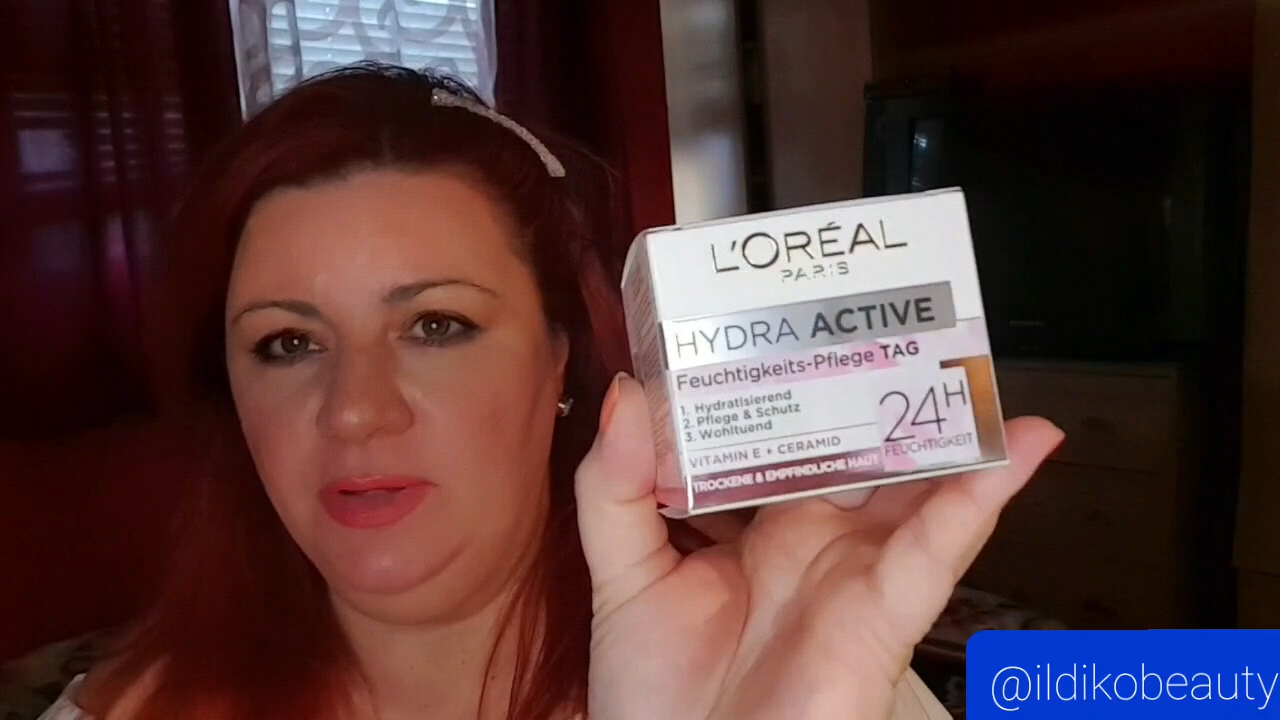 L'ORÉAL
PARIS
HYDRA ACTIVE
Feuchtigkeits-Pflege TAG
1. Hydratisierend
2. Pflege & Schutz
3. Wohltuend
VITAMIN E + CERAMID
TROCKENE & EMPFINDLICHE HAUT
24H
FEUCHTIGKEIT
@ildikobeauty